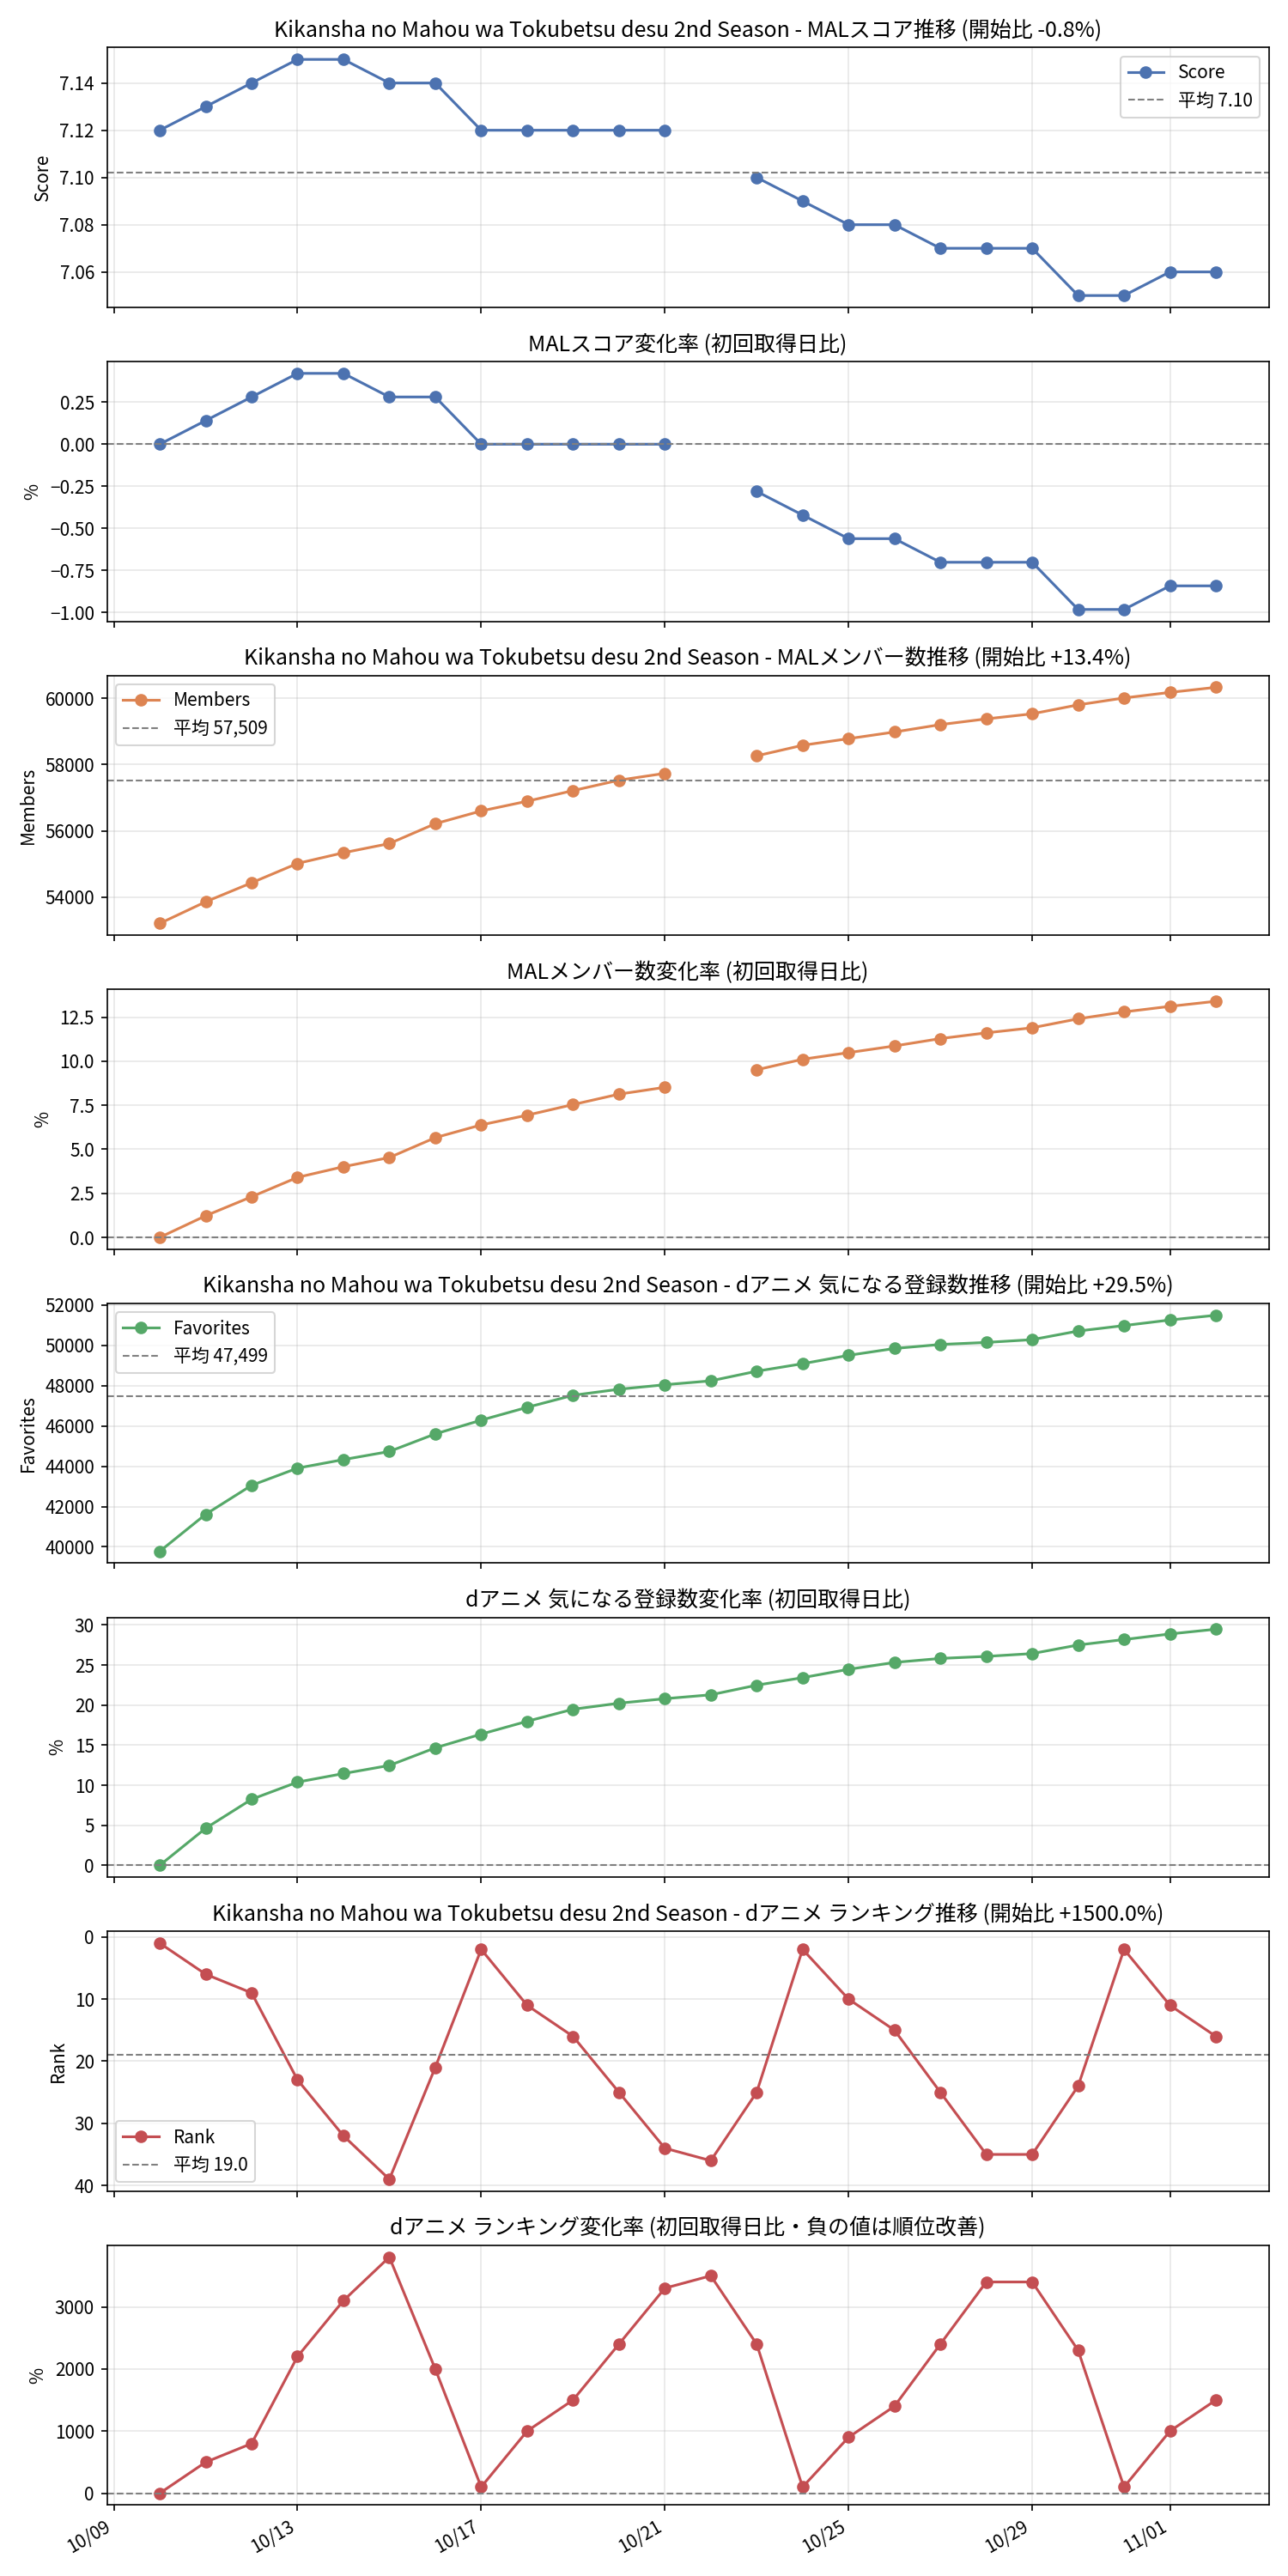 Kikansha no Mahou wa Tokubetsu desu 2nd Season - MALスコア推移 (開始比 -0.8%)
Score
7.14
7.12
7.10
7.08
7.06
Score
平均 7.10
MALスコア変化率 (初回取得日比)
%
0.25
0.00
−0.25
−0.50
−0.75
−1.00
Kikansha no Mahou wa Tokubetsu desu 2nd Season - MALメンバー数推移 (開始比 +13.4%)
Members
60000
58000
56000
54000
Members
平均 57,509
MALメンバー数変化率 (初回取得日比)
%
12.5
10.0
7.5
5.0
2.5
0.0
Kikansha no Mahou wa Tokubetsu desu 2nd Season - dアニメ 気になる登録数推移 (開始比 +29.5%)
Favorites
52000
50000
48000
46000
44000
42000
40000
Favorites
平均 47,499
dアニメ 気になる登録数変化率 (初回取得日比)
%
30
25
20
15
10
5
0
Kikansha no Mahou wa Tokubetsu desu 2nd Season - dアニメ ランキング推移 (開始比 +1500.0%)
Rank
0
10
20
30
40
Rank
平均 19.0
dアニメ ランキング変化率 (初回取得日比・負の値は順位改善)
%
3000
2000
1000
0
10/09
10/13
10/17
10/21
10/25
10/29
11/01